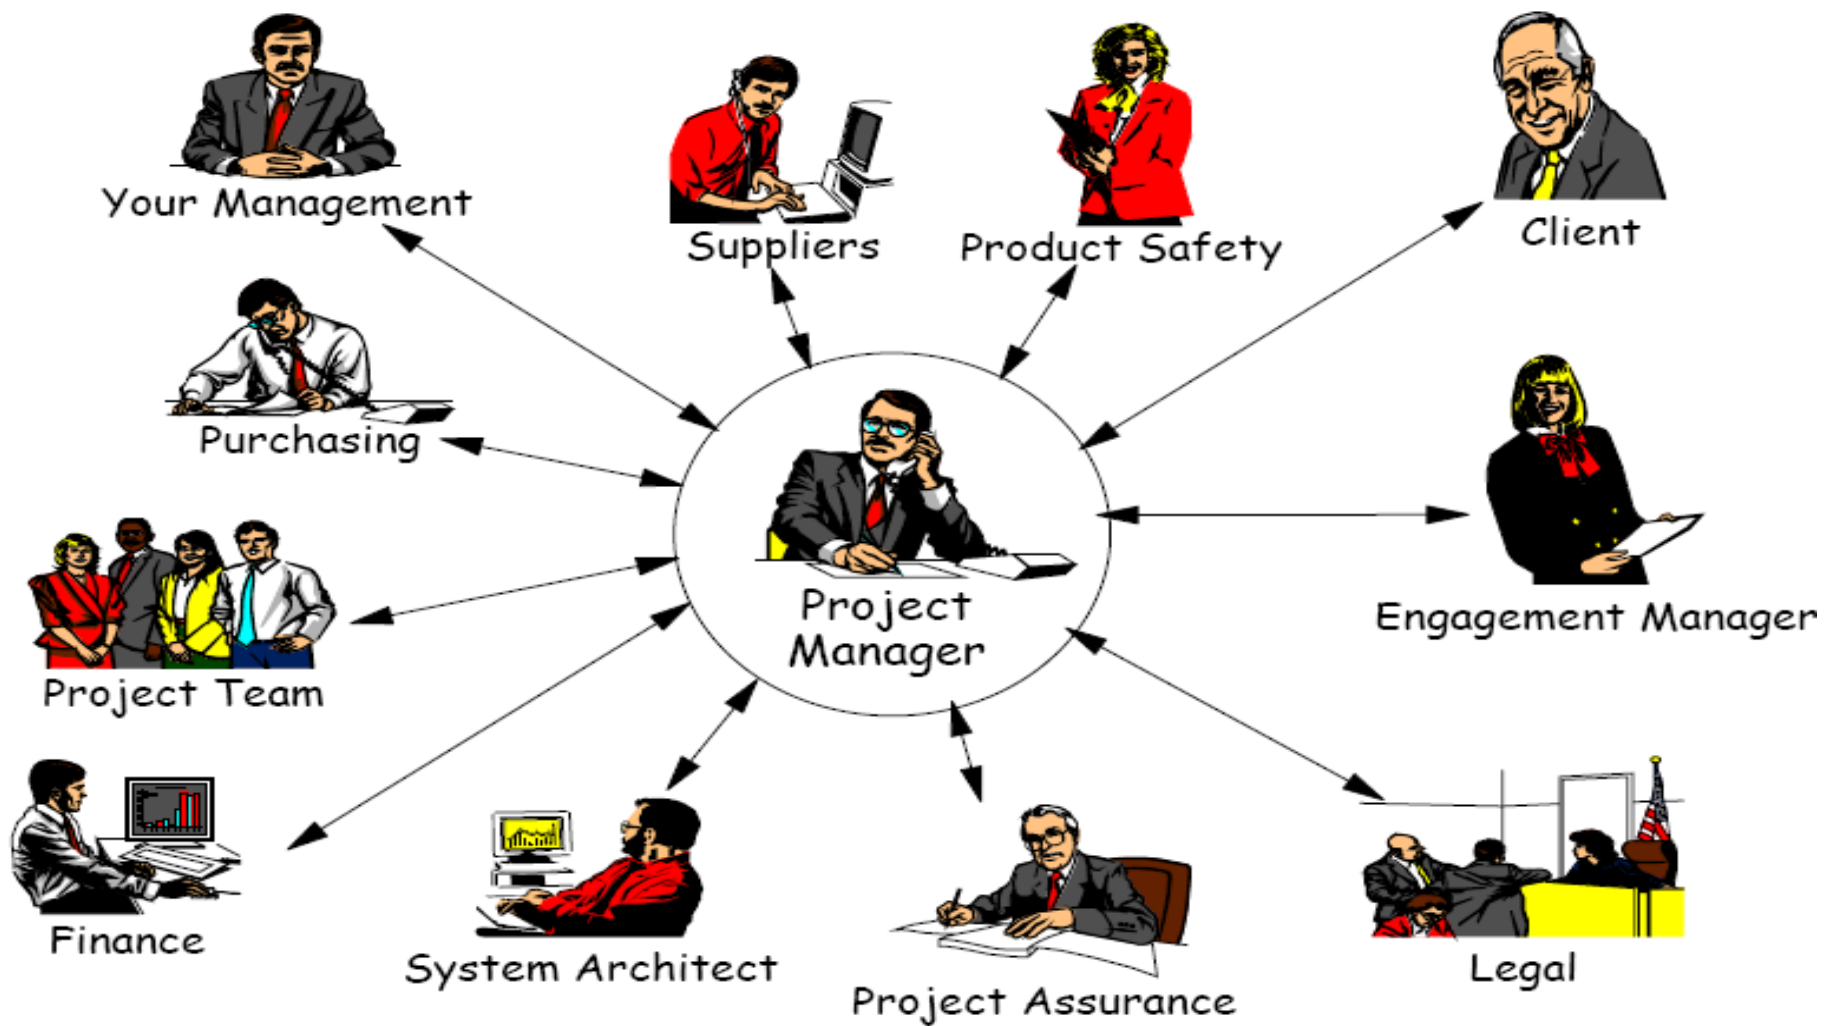 Your Management
Suppliers
Product Safety
Client
Purchasing
Project
Manager
Engagement Manager
Project Team
Finance
System Architect
Project Assurance
Legal